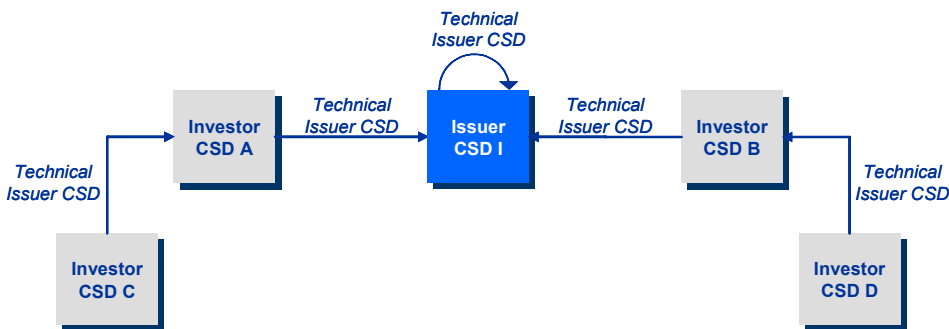 Technical
Issuer CSD
Investor
CSD A
Technical
Issuer CSD
Issuer
CSD I
Technical
Issuer CSD
Investor
CSD B
Technical
Issuer CSD
Technical
Issuer CSD
Investor
CSD C
Investor
CSD D